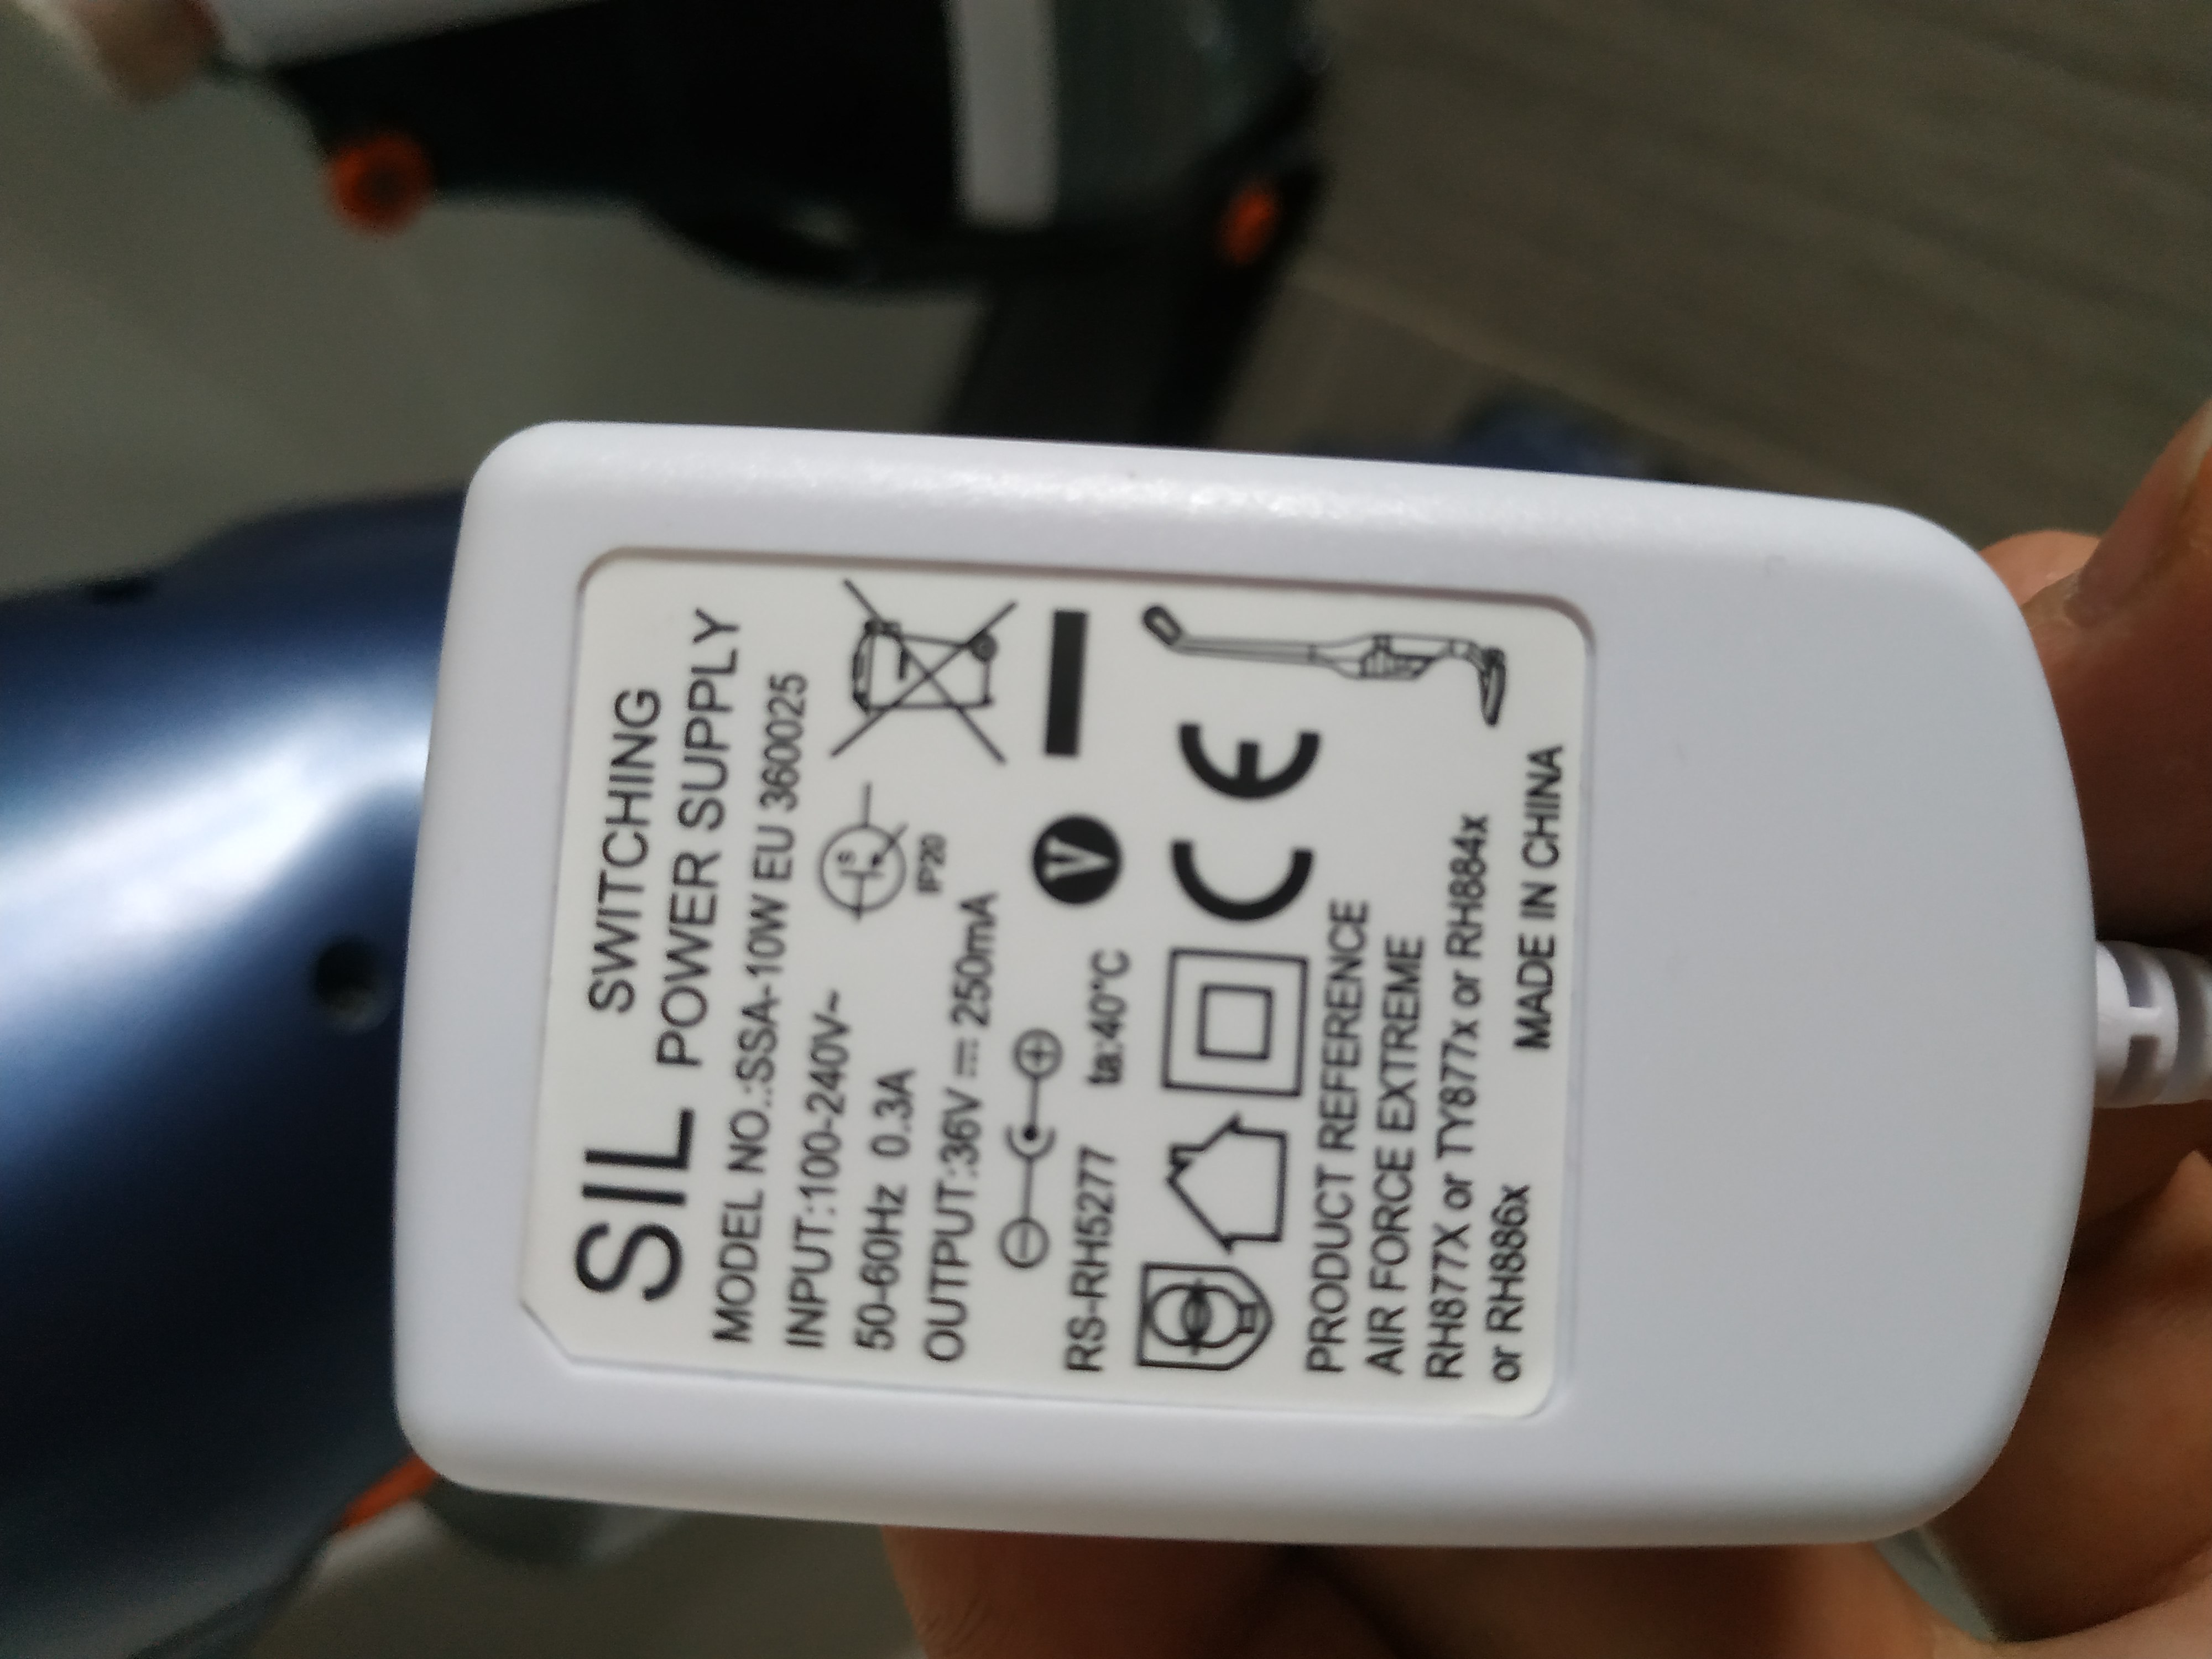 SIL
SWITCHING
POWER SUPPLY
MODEL NO.:SSA-10W EU 360025
INPUT:100-240V~
50-60Hz 0.3A
S
IP20
OUTPUT:36V⎓250mA
V
RS-RH5277 ta:40°C
CE
PRODUCT REFERENCE
AIR FORCE EXTREME
RH877X or TY877x or RH884x
or RH886x
MADE IN CHINA